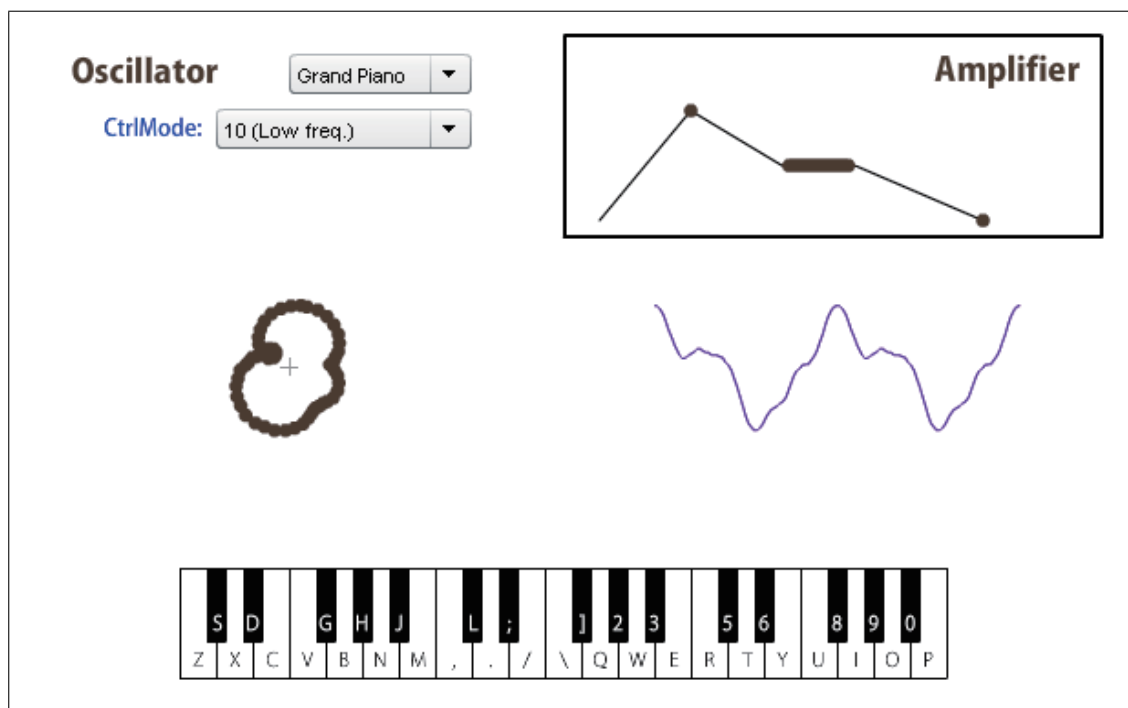 Oscillator Grand Piano Amplifier
CtrlMode: 10 (Low freq.)
S D G H J L ; ] 2 3 5 6 8 9 0
Z X C V B N M , . / \ Q W E R T Y U I O P